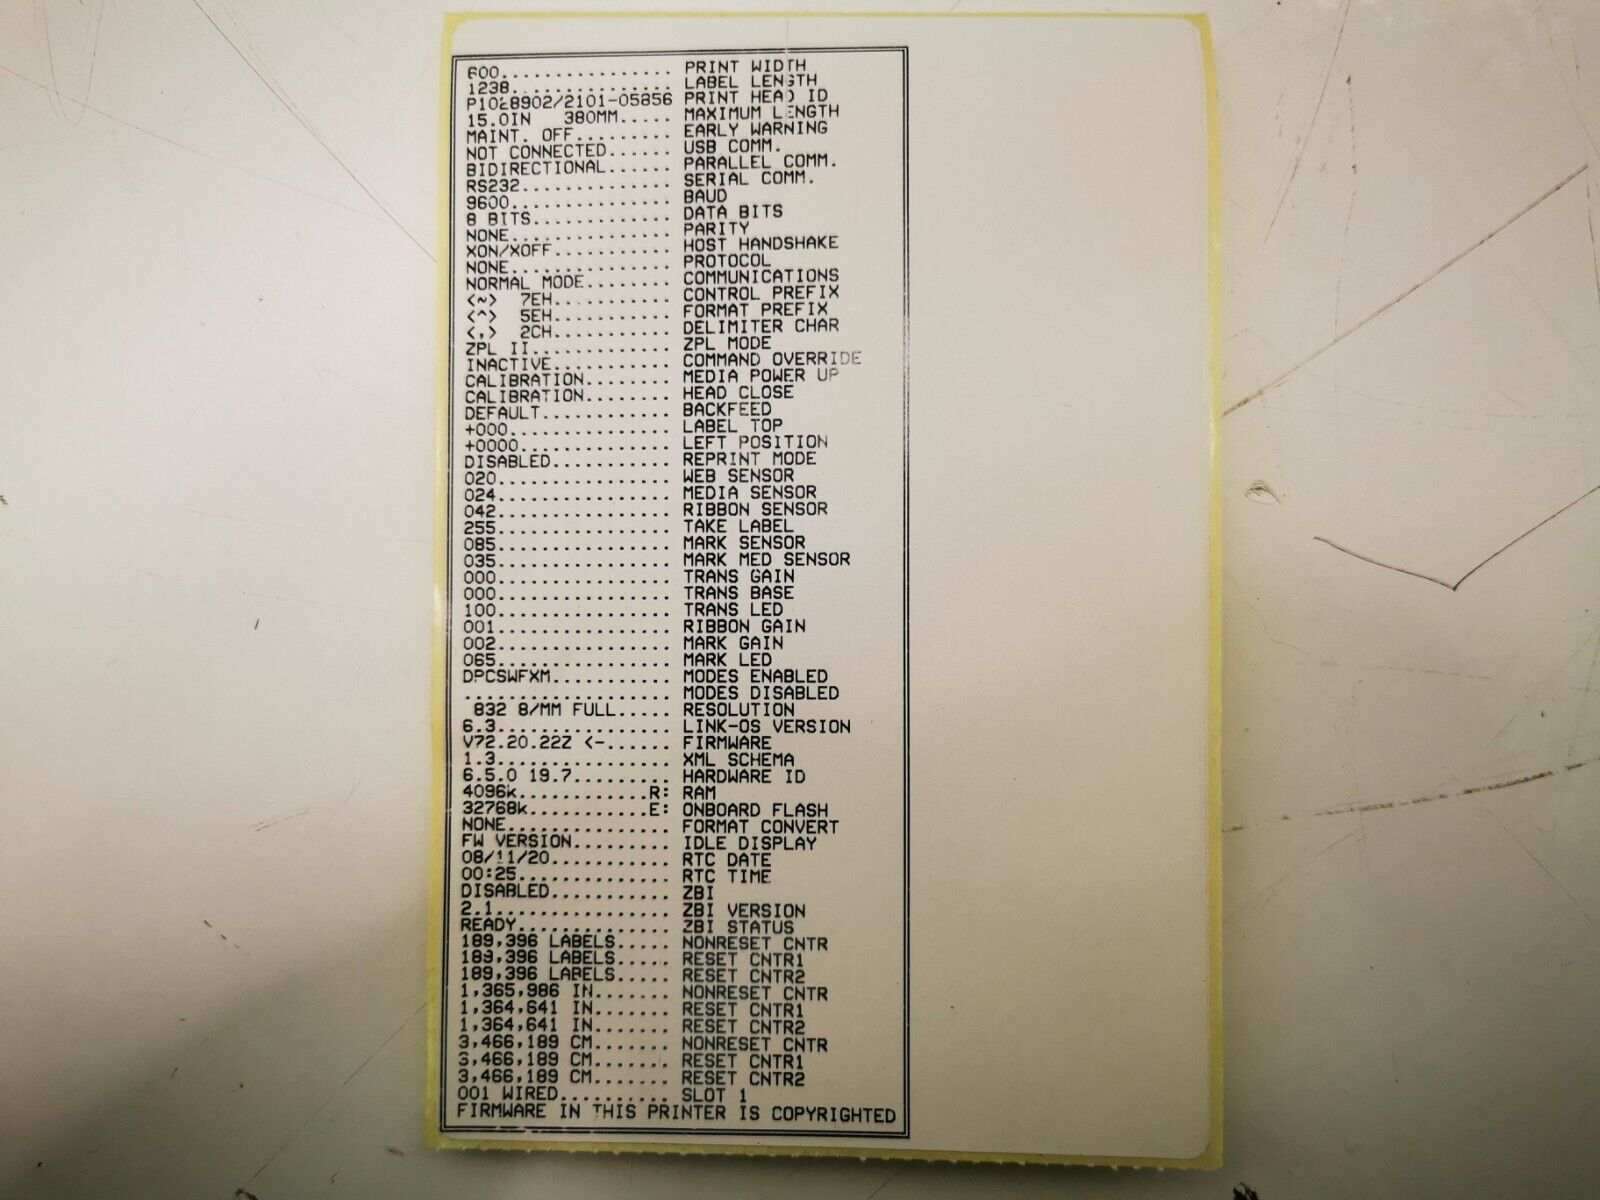 600................ PRINT WIDTH
1238............... LABEL LENGTH
P1028902/2101-05856 PRINT HEAD ID
15.0IN   380MM..... MAXIMUM LENGTH
MAINT. OFF......... EARLY WARNING
NOT CONNECTED...... USB COMM.
BIDIRECTIONAL...... PARALLEL COMM.
RS232.............. SERIAL COMM.
9600............... BAUD
8 BITS............. DATA BITS
NONE............... PARITY
XON/XOFF........... HOST HANDSHAKE
NONE............... PROTOCOL
NORMAL MODE........ COMMUNICATIONS
<~>  7EH........... CONTROL PREFIX
<^>  5EH........... FORMAT PREFIX
<,>  2CH........... DELIMITER CHAR
ZPL II............. ZPL MODE
INACTIVE........... COMMAND OVERRIDE
CALIBRATION........ MEDIA POWER UP
CALIBRATION........ HEAD CLOSE
DEFAULT............ BACKFEED
+000............... LABEL TOP
+0000.............. LEFT POSITION
DISABLED........... REPRINT MODE
020................ WEB SENSOR
024................ MEDIA SENSOR
042................ RIBBON SENSOR
255................ TAKE LABEL
085................ MARK SENSOR
035................ MARK MED SENSOR
000................ TRANS GAIN
000................ TRANS BASE
100................ TRANS LED
001................ RIBBON GAIN
002................ MARK GAIN
065................ MARK LED
DPCSWFXM........... MODES ENABLED
................... MODES DISABLED
832 8/MM FULL..... RESOLUTION
6.3................ LINK-OS VERSION
V72.20.22Z <-...... FIRMWARE
1.3................ XML SCHEMA
6.5.0 19.7......... HARDWARE ID
4096k............R: RAM
32768k...........E: ONBOARD FLASH
NONE............... FORMAT CONVERT
FW VERSION......... IDLE DISPLAY
08/11/20........... RTC DATE
00:25.............. RTC TIME
DISABLED........... ZBI
2.1................ ZBI VERSION
READY.............. ZBI STATUS
189,396 LABELS..... NONRESET CNTR
189,396 LABELS..... RESET CNTR1
189,396 LABELS..... RESET CNTR2
1,365,986 IN....... NONRESET CNTR
1,364,641 IN....... RESET CNTR1
1,364,641 IN....... RESET CNTR2
3,466,189 CM....... NONRESET CNTR
3,466,189 CM....... RESET CNTR1
3,466,189 CM....... RESET CNTR2
001 WIRED.......... SLOT 1
FIRMWARE IN THIS PRINTER IS COPYRIGHTED